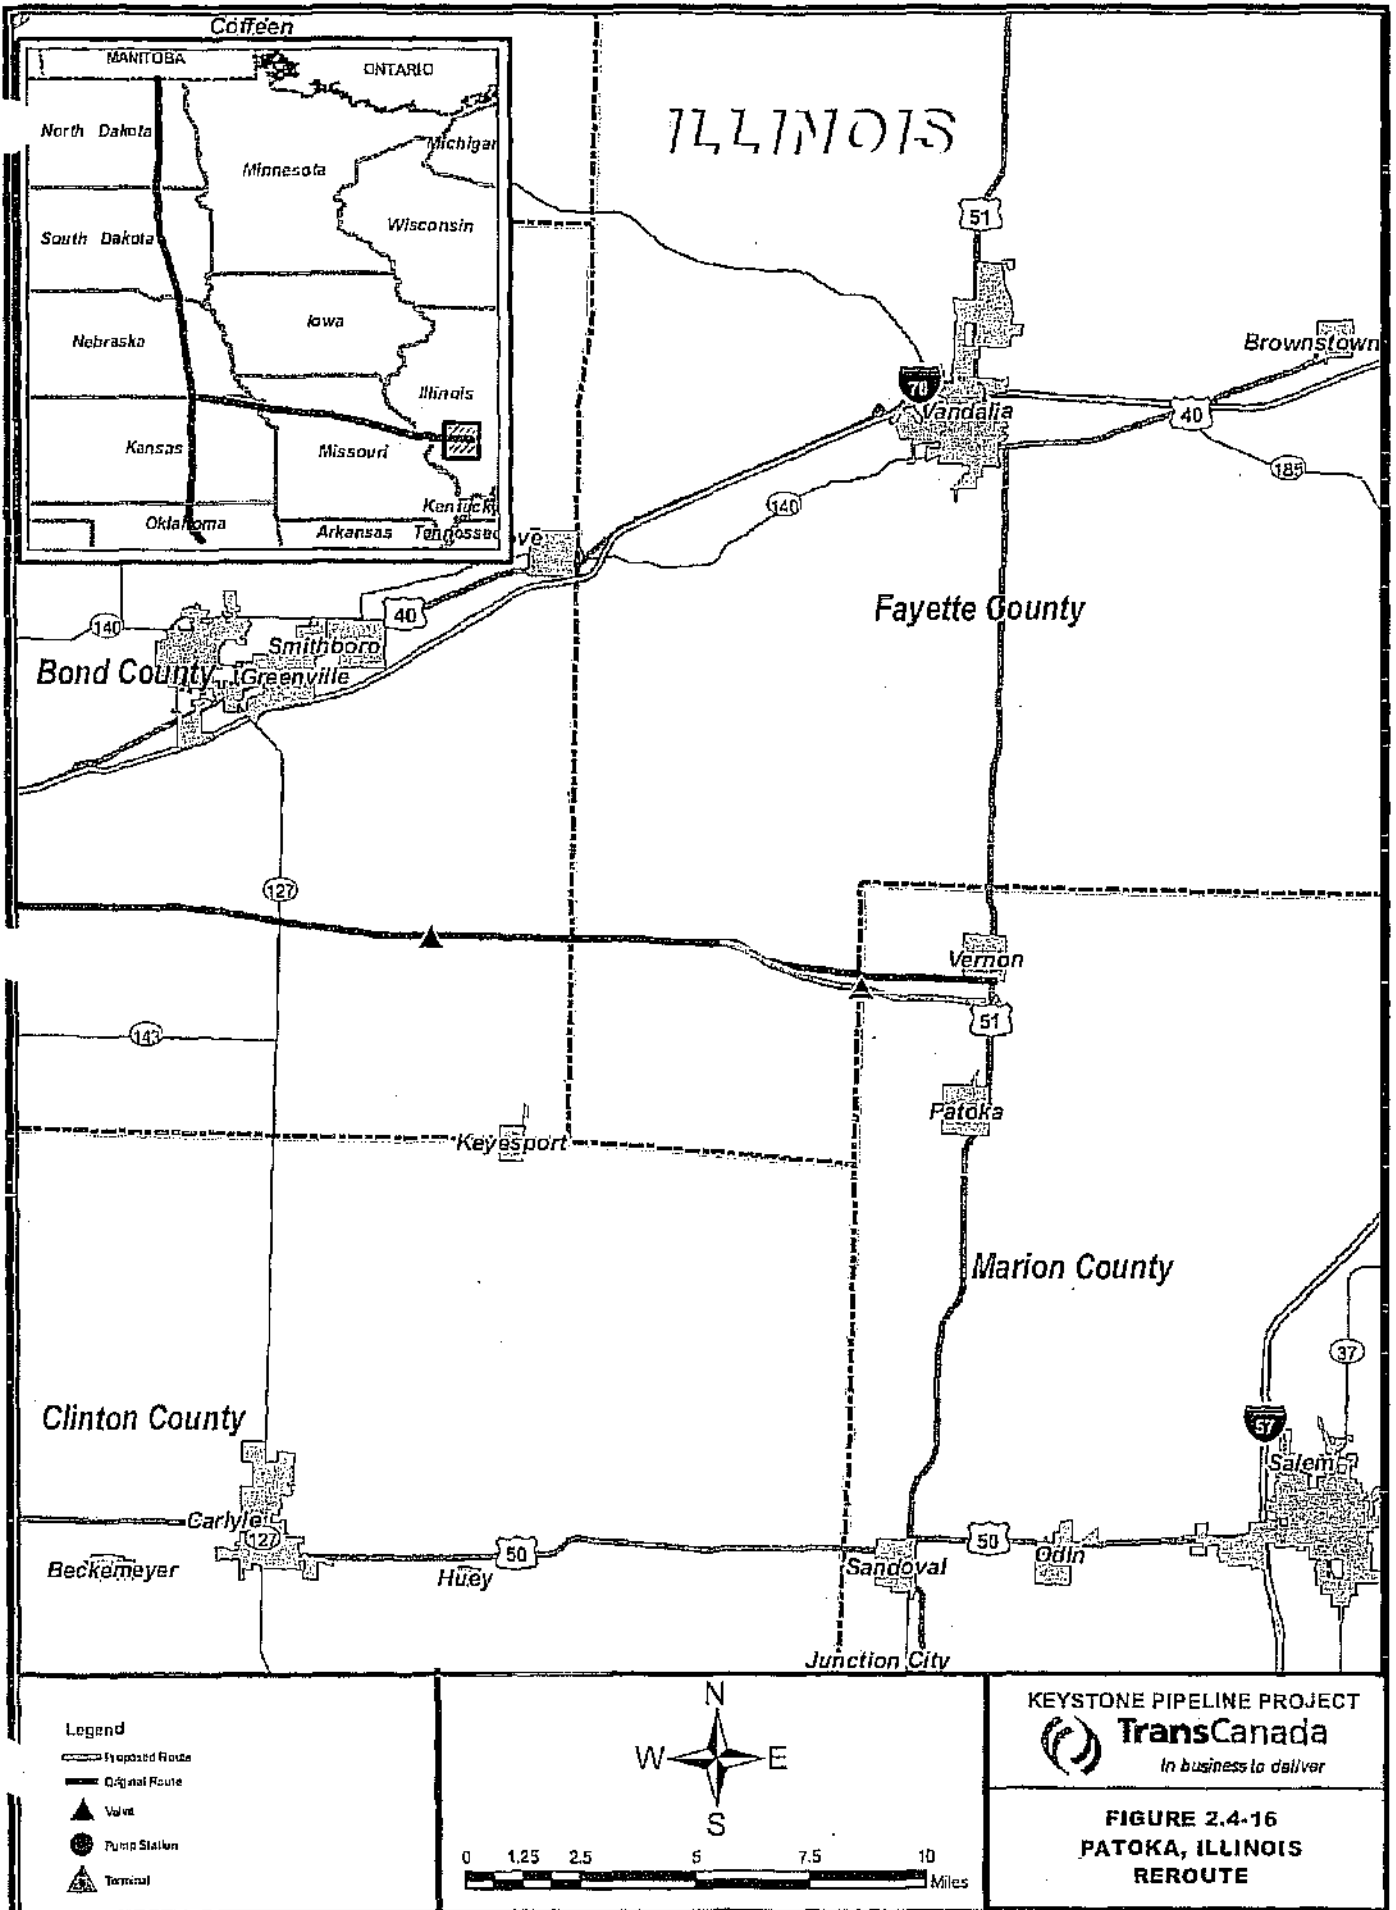 Coffeen
MANITOBA
ONTARIO
North Dakota
Minnesota
Michigan
South Dakota
Wisconsin
Iowa
Nebraska
Illinois
Kansas
Missouri
Kentucky
Oklahoma
Arkansas
ILLINOIS
51
Brownstown
70
Vandalia
40
185
140
ve
40
Fayette County
140
Smithboro
Bond County
Greenville
127
Vernon
51
143
Patoka
Keyesport
Marion County
37
Clinton County
57
Salem
Carlyle
127
50
50
Odin
Beckemeyer
Huey
Sandoval
Junction City
Legend
Proposed Route
Original Route
Valve
Pump Station
Terminal
N
W E
S
0 1.25 2.5 5 7.5 10
Miles
KEYSTONE PIPELINE PROJECT
TransCanada
In business to deliver
FIGURE 2.4-16
PATOKA, ILLINOIS
REROUTE